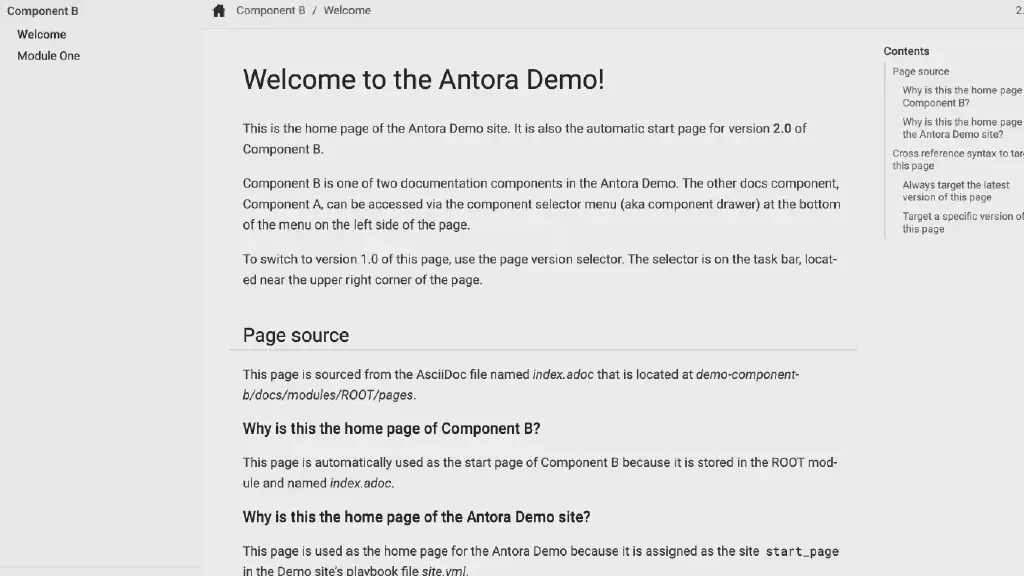 Component B
Welcome
Module One
Component B / Welcome
2.
Welcome to the Antora Demo!
This is the home page of the Antora Demo site. It is also the automatic start page for version 2.0 of
Component B.
Component B is one of two documentation components in the Antora Demo. The other docs component,
Component A, can be accessed via the component selector menu (aka component drawer) at the bottom
of the menu on the left side of the page.
To switch to version 1.0 of this page, use the page version selector. The selector is on the task bar, locat-
ed near the upper right corner of the page.
Page source
This page is sourced from the AsciiDoc file named index.adoc that is located at demo-component-
b/docs/modules/ROOT/pages.
Why is this the home page of Component B?
This page is automatically used as the start page of Component B because it is stored in the ROOT mod-
ule and named index.adoc.
Why is this the home page of the Antora Demo site?
This page is used as the home page for the Antora Demo because it is assigned as the site start_page
in the Demo site's playbook file site.yml.
Contents
Page source
Why is this the home page
Component B?
Why is this the home page
the Antora Demo site?
Cross reference syntax to tar
this page
Always target the latest
version of this page
Target a specific version of
this page